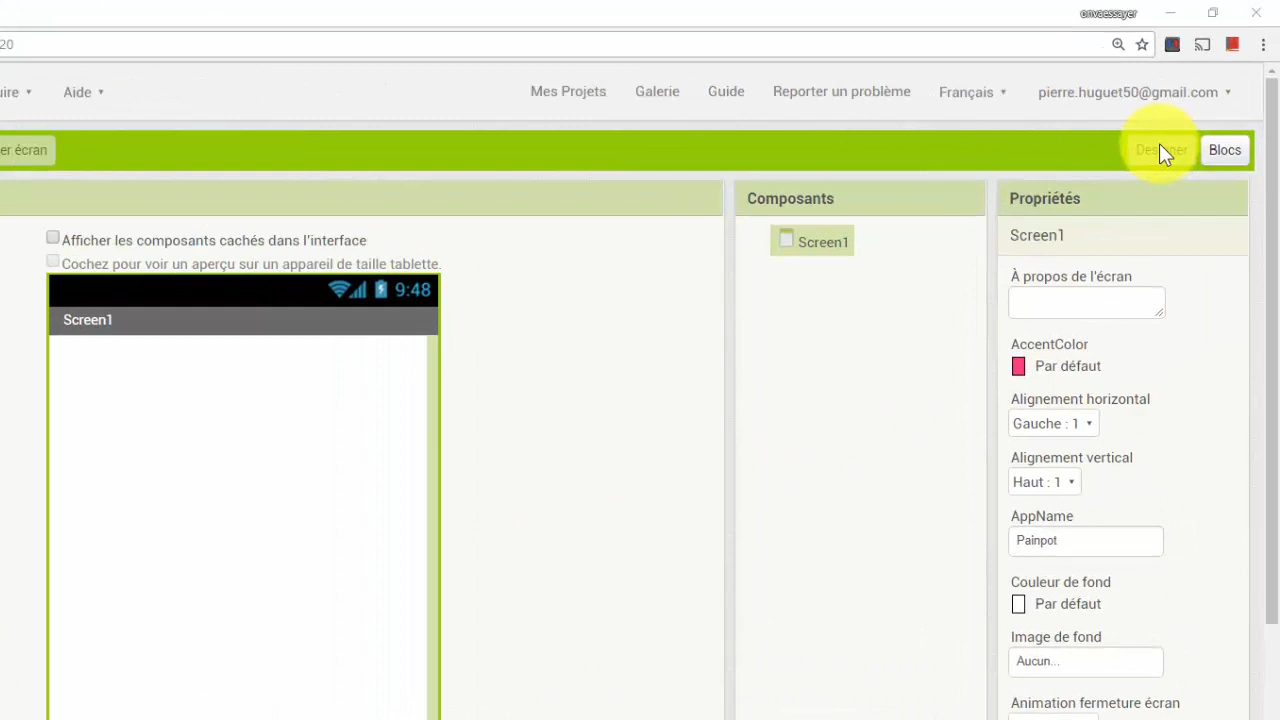 onvaessayer
20
uire
Aide
Mes Projets
Galerie
Guide
Reporter un problème
Français
pierre.huguet50@gmail.com
er écran
Designer
Blocs
Composants
Propriétés
Afficher les composants cachés dans l'interface
Cochez pour voir un aperçu sur un appareil de taille tablette.
9:48
Screen1
Screen1
Screen1
À propos de l'écran
AccentColor
Par défaut
Alignement horizontal
Gauche : 1
Alignement vertical
Haut : 1
AppName
Painpot
Couleur de fond
Par défaut
Image de fond
Aucun...
Animation fermeture écran